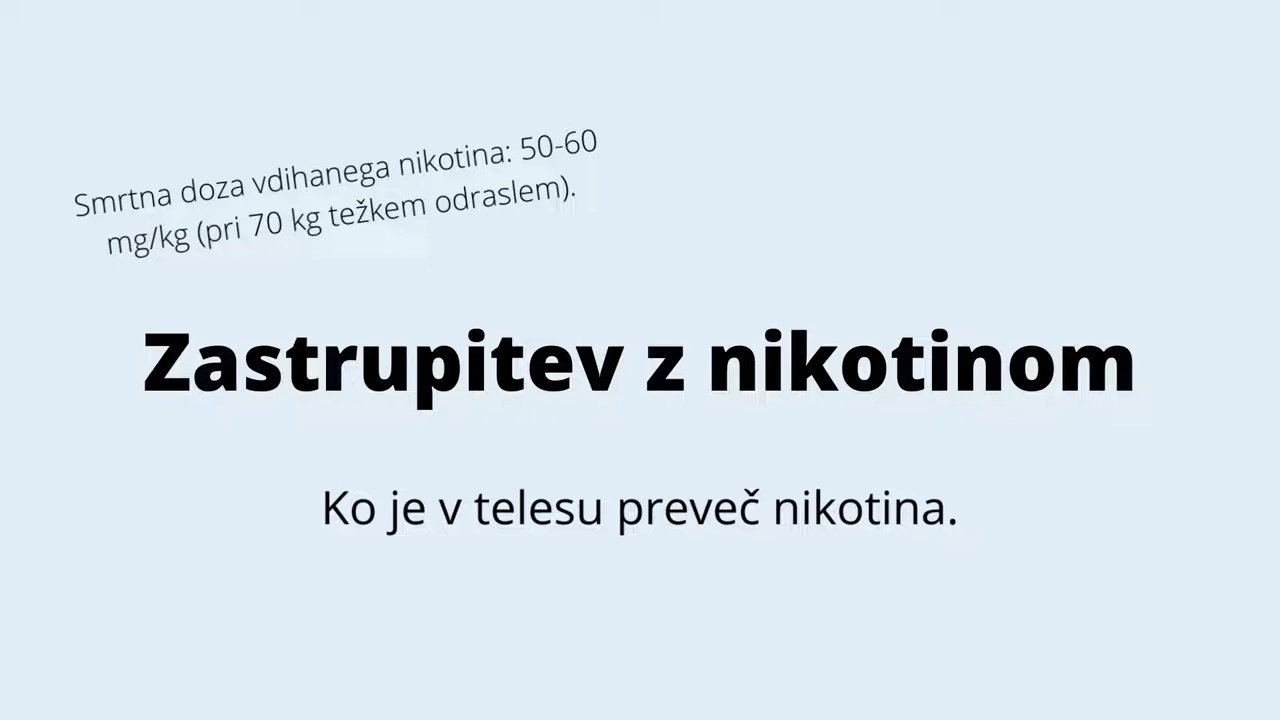 Smrtna doza vdihanega nikotina: 50-60
mg/kg (pri 70 kg težkem odraslem).
Zastrupitev z nikotinom
Ko je v telesu preveč nikotina.